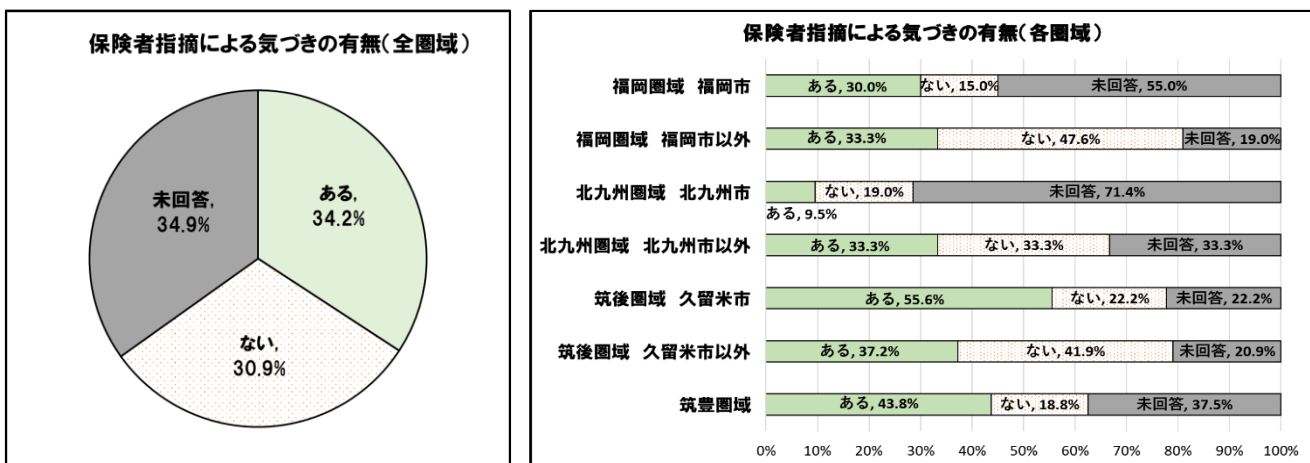 保険者指摘による気づきの有無(全圏域)
ある,
34.2%
ない,
30.9%
未回答,
34.9%
保険者指摘による気づきの有無(各圏域)
福岡圏域 福岡市 ある, 30.0% ない, 15.0% 未回答, 55.0%
福岡圏域 福岡市以外 ある, 33.3% ない, 47.6% 未回答, 19.0%
北九州圏域 北九州市 ない, 19.0% 未回答, 71.4%
ある, 9.5%
北九州圏域 北九州市以外 ある, 33.3% ない, 33.3% 未回答, 33.3%
筑後圏域 久留米市 ある, 55.6% ない, 22.2% 未回答, 22.2%
筑後圏域 久留米市以外 ある, 37.2% ない, 41.9% 未回答, 20.9%
筑豊圏域 ある, 43.8% ない, 18.8% 未回答, 37.5%
0% 10% 20% 30% 40% 50% 60% 70% 80% 90% 100%